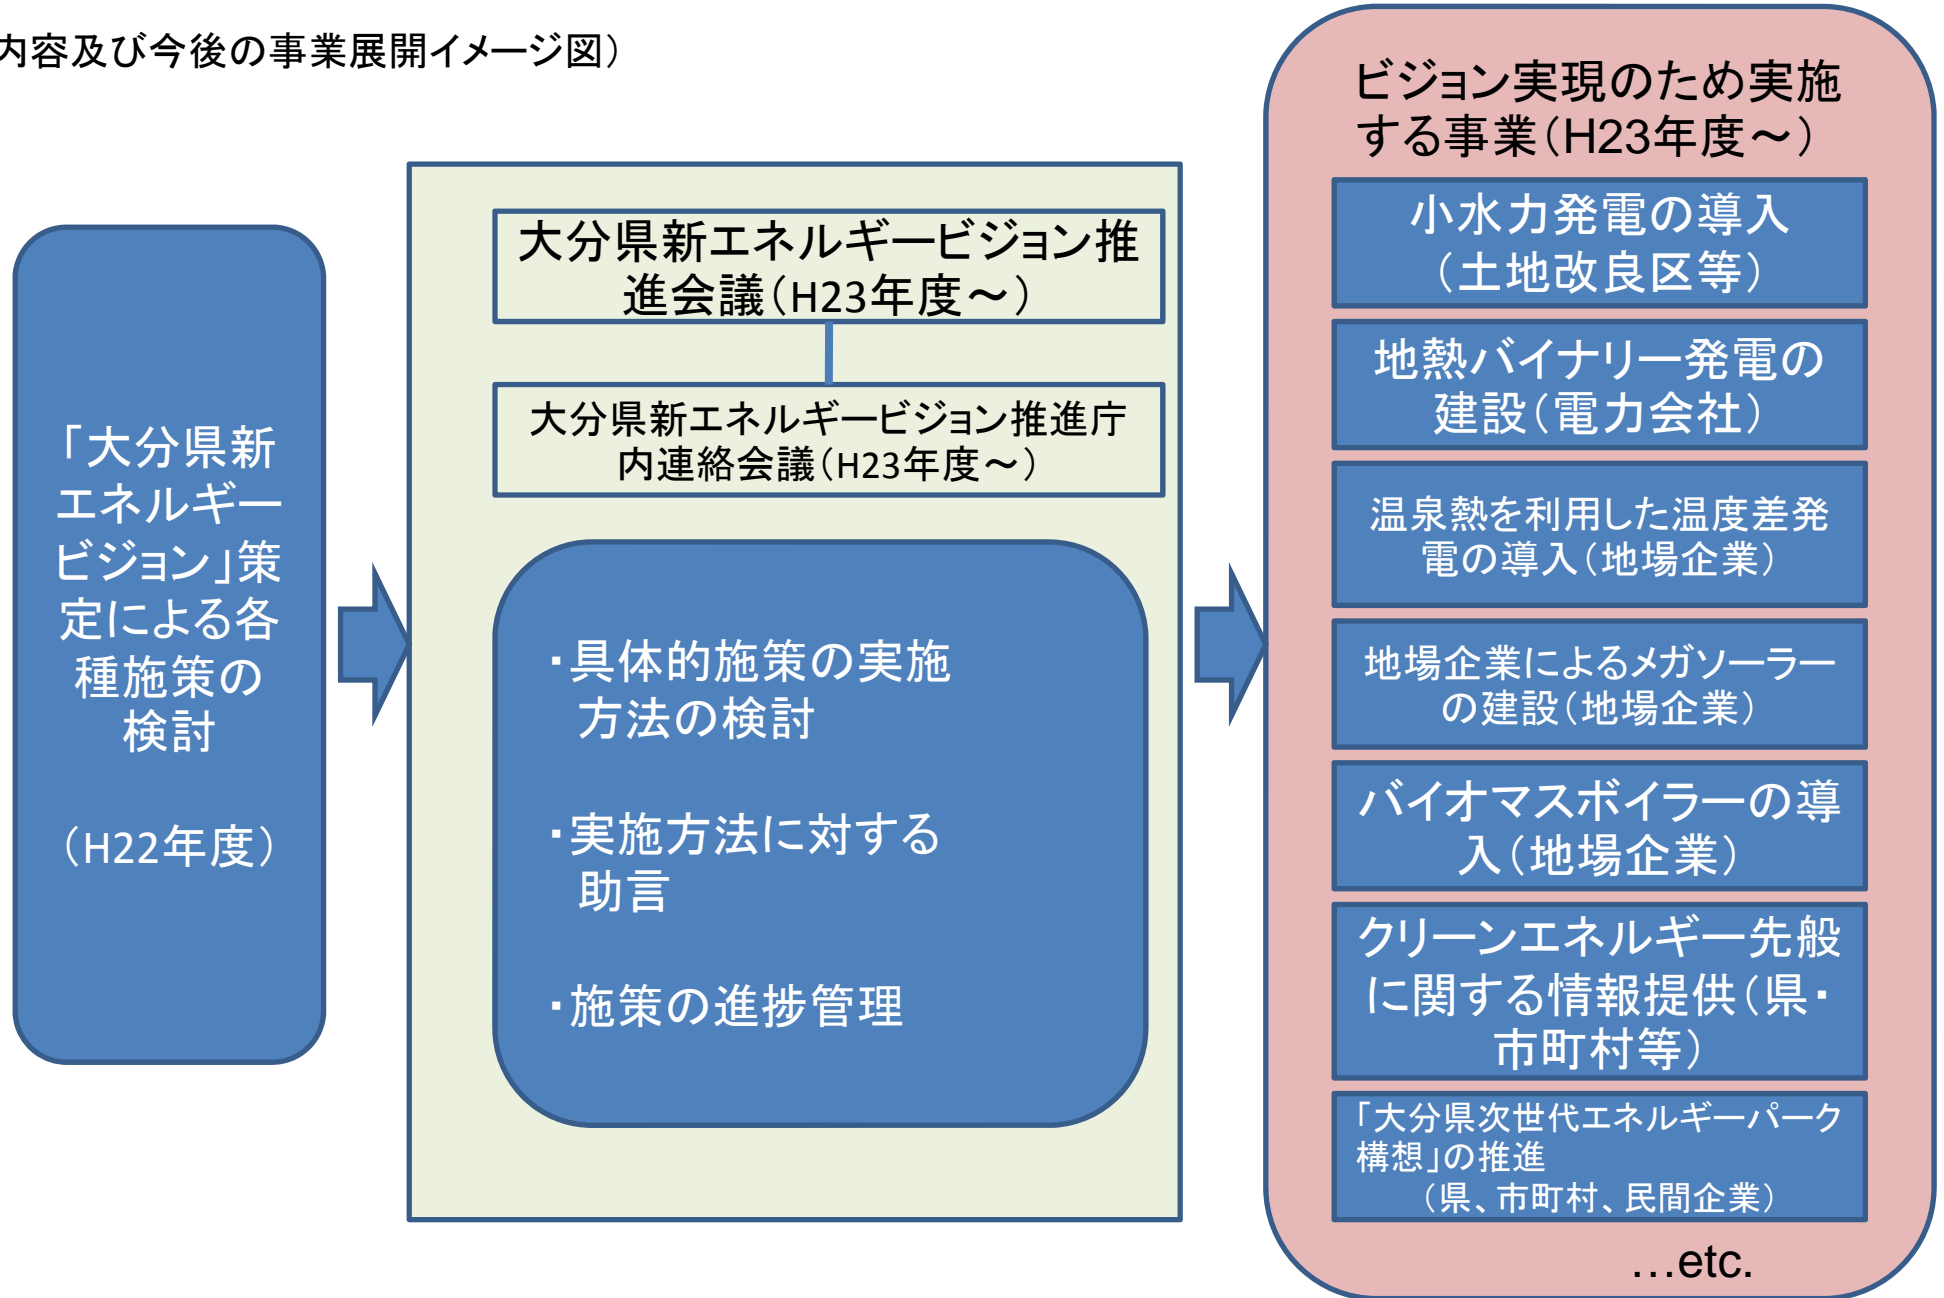 内容及び今後の事業展開イメージ図）
「大分県新
エネルギー
ビジョン」策
定による各
種施策の
検討
（H22年度）
大分県新エネルギービジョン推
進会議（H23年度～）
大分県新エネルギービジョン推進庁
内連絡会議（H23年度～）
・具体的施策の実施
方法の検討
・実施方法に対する
助言
・施策の進捗管理
ビジョン実現のため実施
する事業（H23年度～）
小水力発電の導入
（土地改良区等）
地熱バイナリー発電の
建設（電力会社）
温泉熱を利用した温度差発
電の導入（地場企業）
地場企業によるメガソーラー
の建設（地場企業）
バイオマスボイラーの導
入（地場企業）
クリーンエネルギー先般
に関する情報提供（県・
市町村等）
「大分県次世代エネルギーパーク
構想」の推進
（県、市町村、民間企業）
…etc.